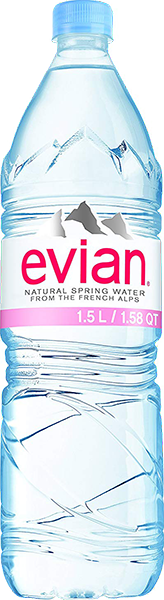 evian®
NATURAL SPRING WATER
FROM THE FRENCH ALPS
1.5 L / 1.58 QT